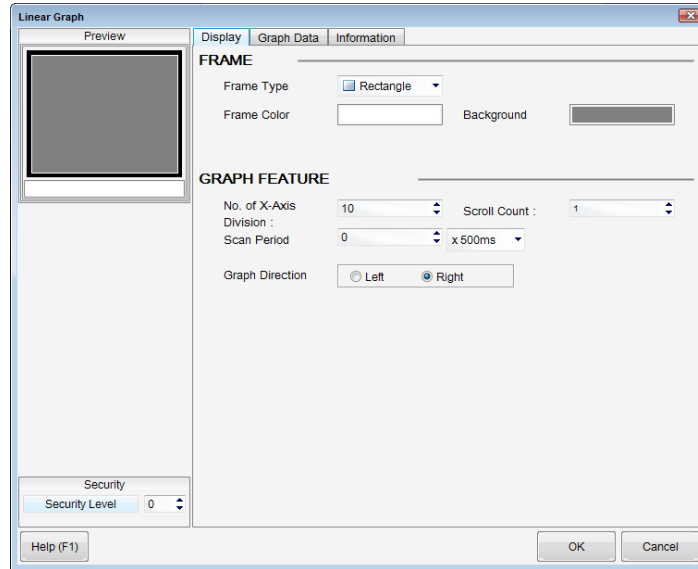 Linear Graph
Preview
Display Graph Data Information
FRAME
Frame Type Rectangle
Frame Color Background
GRAPH FEATURE
No. of X-Axis
Division : 10 Scroll Count : 1
Scan Period 0 x 500ms
Graph Direction Left Right
Security
Security Level 0
Help (F1) OK Cancel